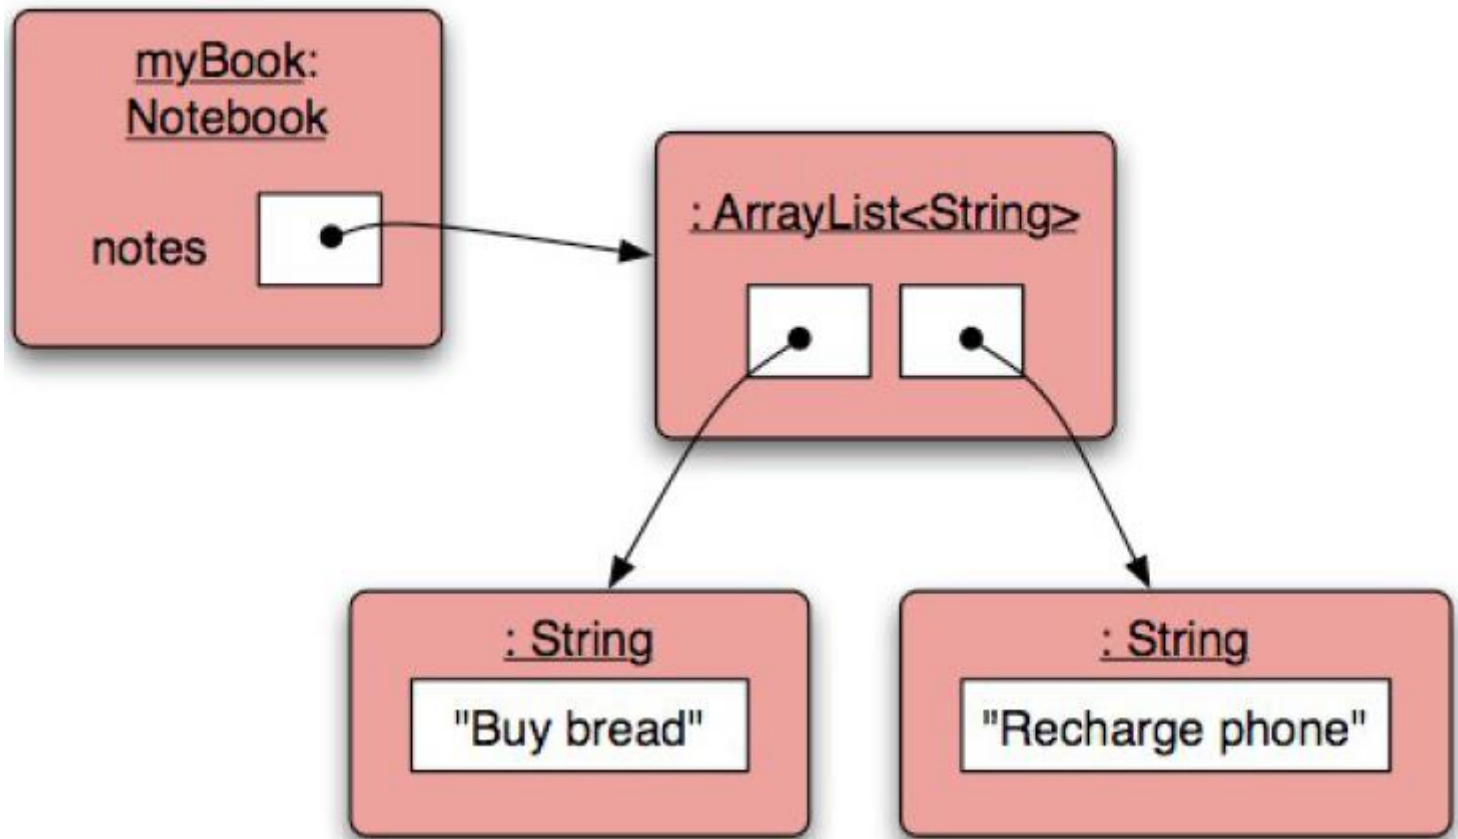 myBook:
Notebook
notes
: ArrayList<String>
: String
"Buy bread"
: String
"Recharge phone"